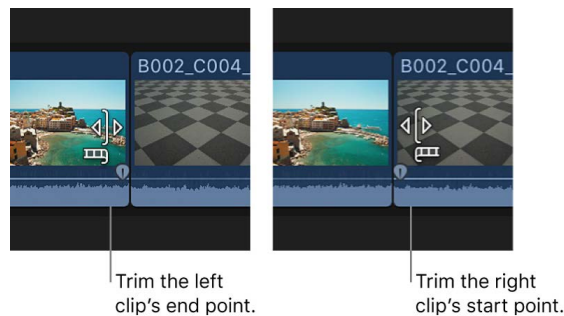 B002_C004_
B002_C004_
Trim the left
clip's end point.
Trim the right
clip's start point.